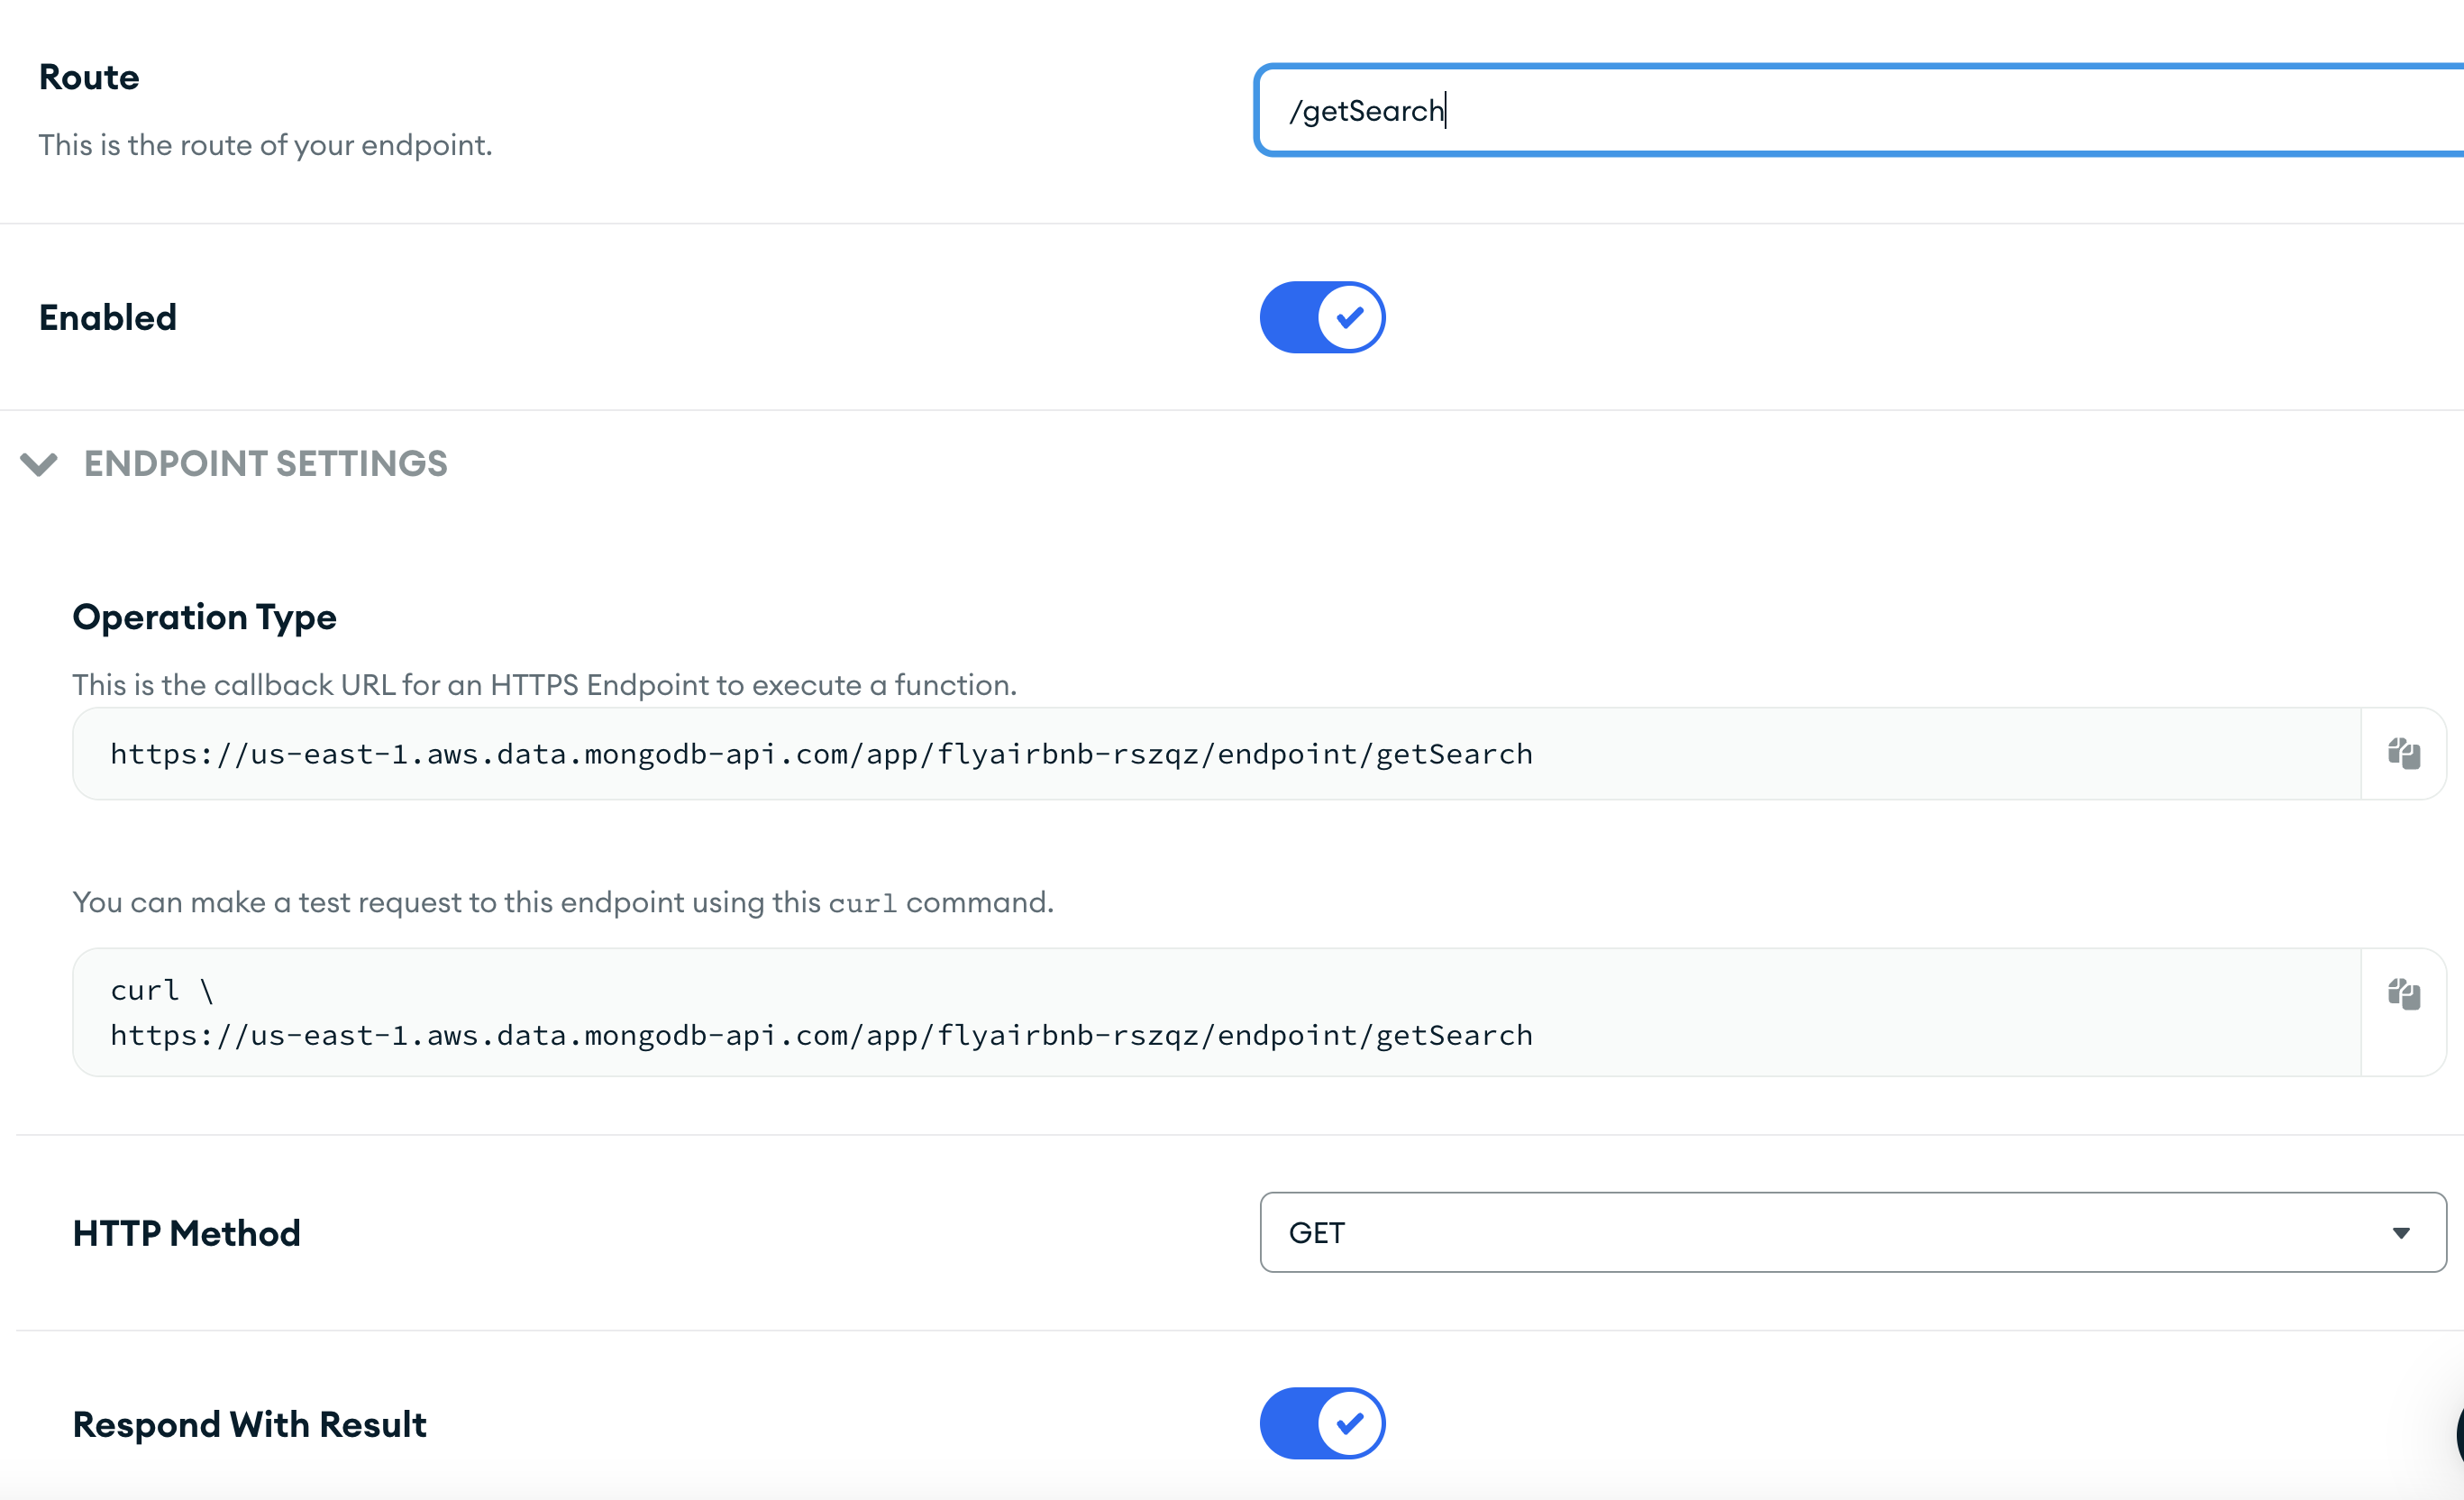 Route
/getSearch
This is the route of your endpoint.
Enabled
ENDPOINT SETTINGS
Operation Type
This is the callback URL for an HTTPS Endpoint to execute a function.
https://us-east-1.aws.data.mongodb-api.com/app/flyairbnb-rszqz/endpoint/getSearch
You can make a test request to this endpoint using this curl command.
curl \
https://us-east-1.aws.data.mongodb-api.com/app/flyairbnb-rszqz/endpoint/getSearch
HTTP Method
GET
Respond With Result